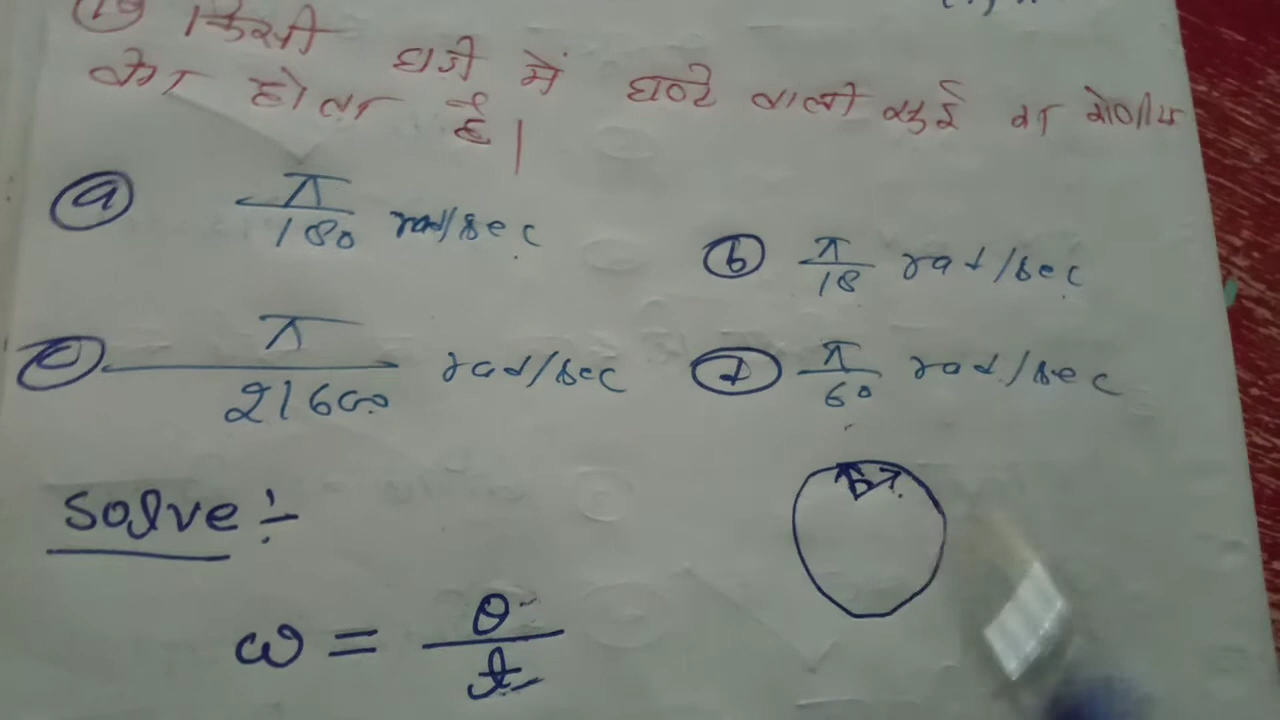 किसी घड़ी में घण्टे वाली सुई का कोणीय
का होता है।
(a) π/180 rad/sec
(b) π/18 rad/sec
(c) π/21600 rad/sec
(d) π/60 rad/sec
Solve ÷
ω = θ/t